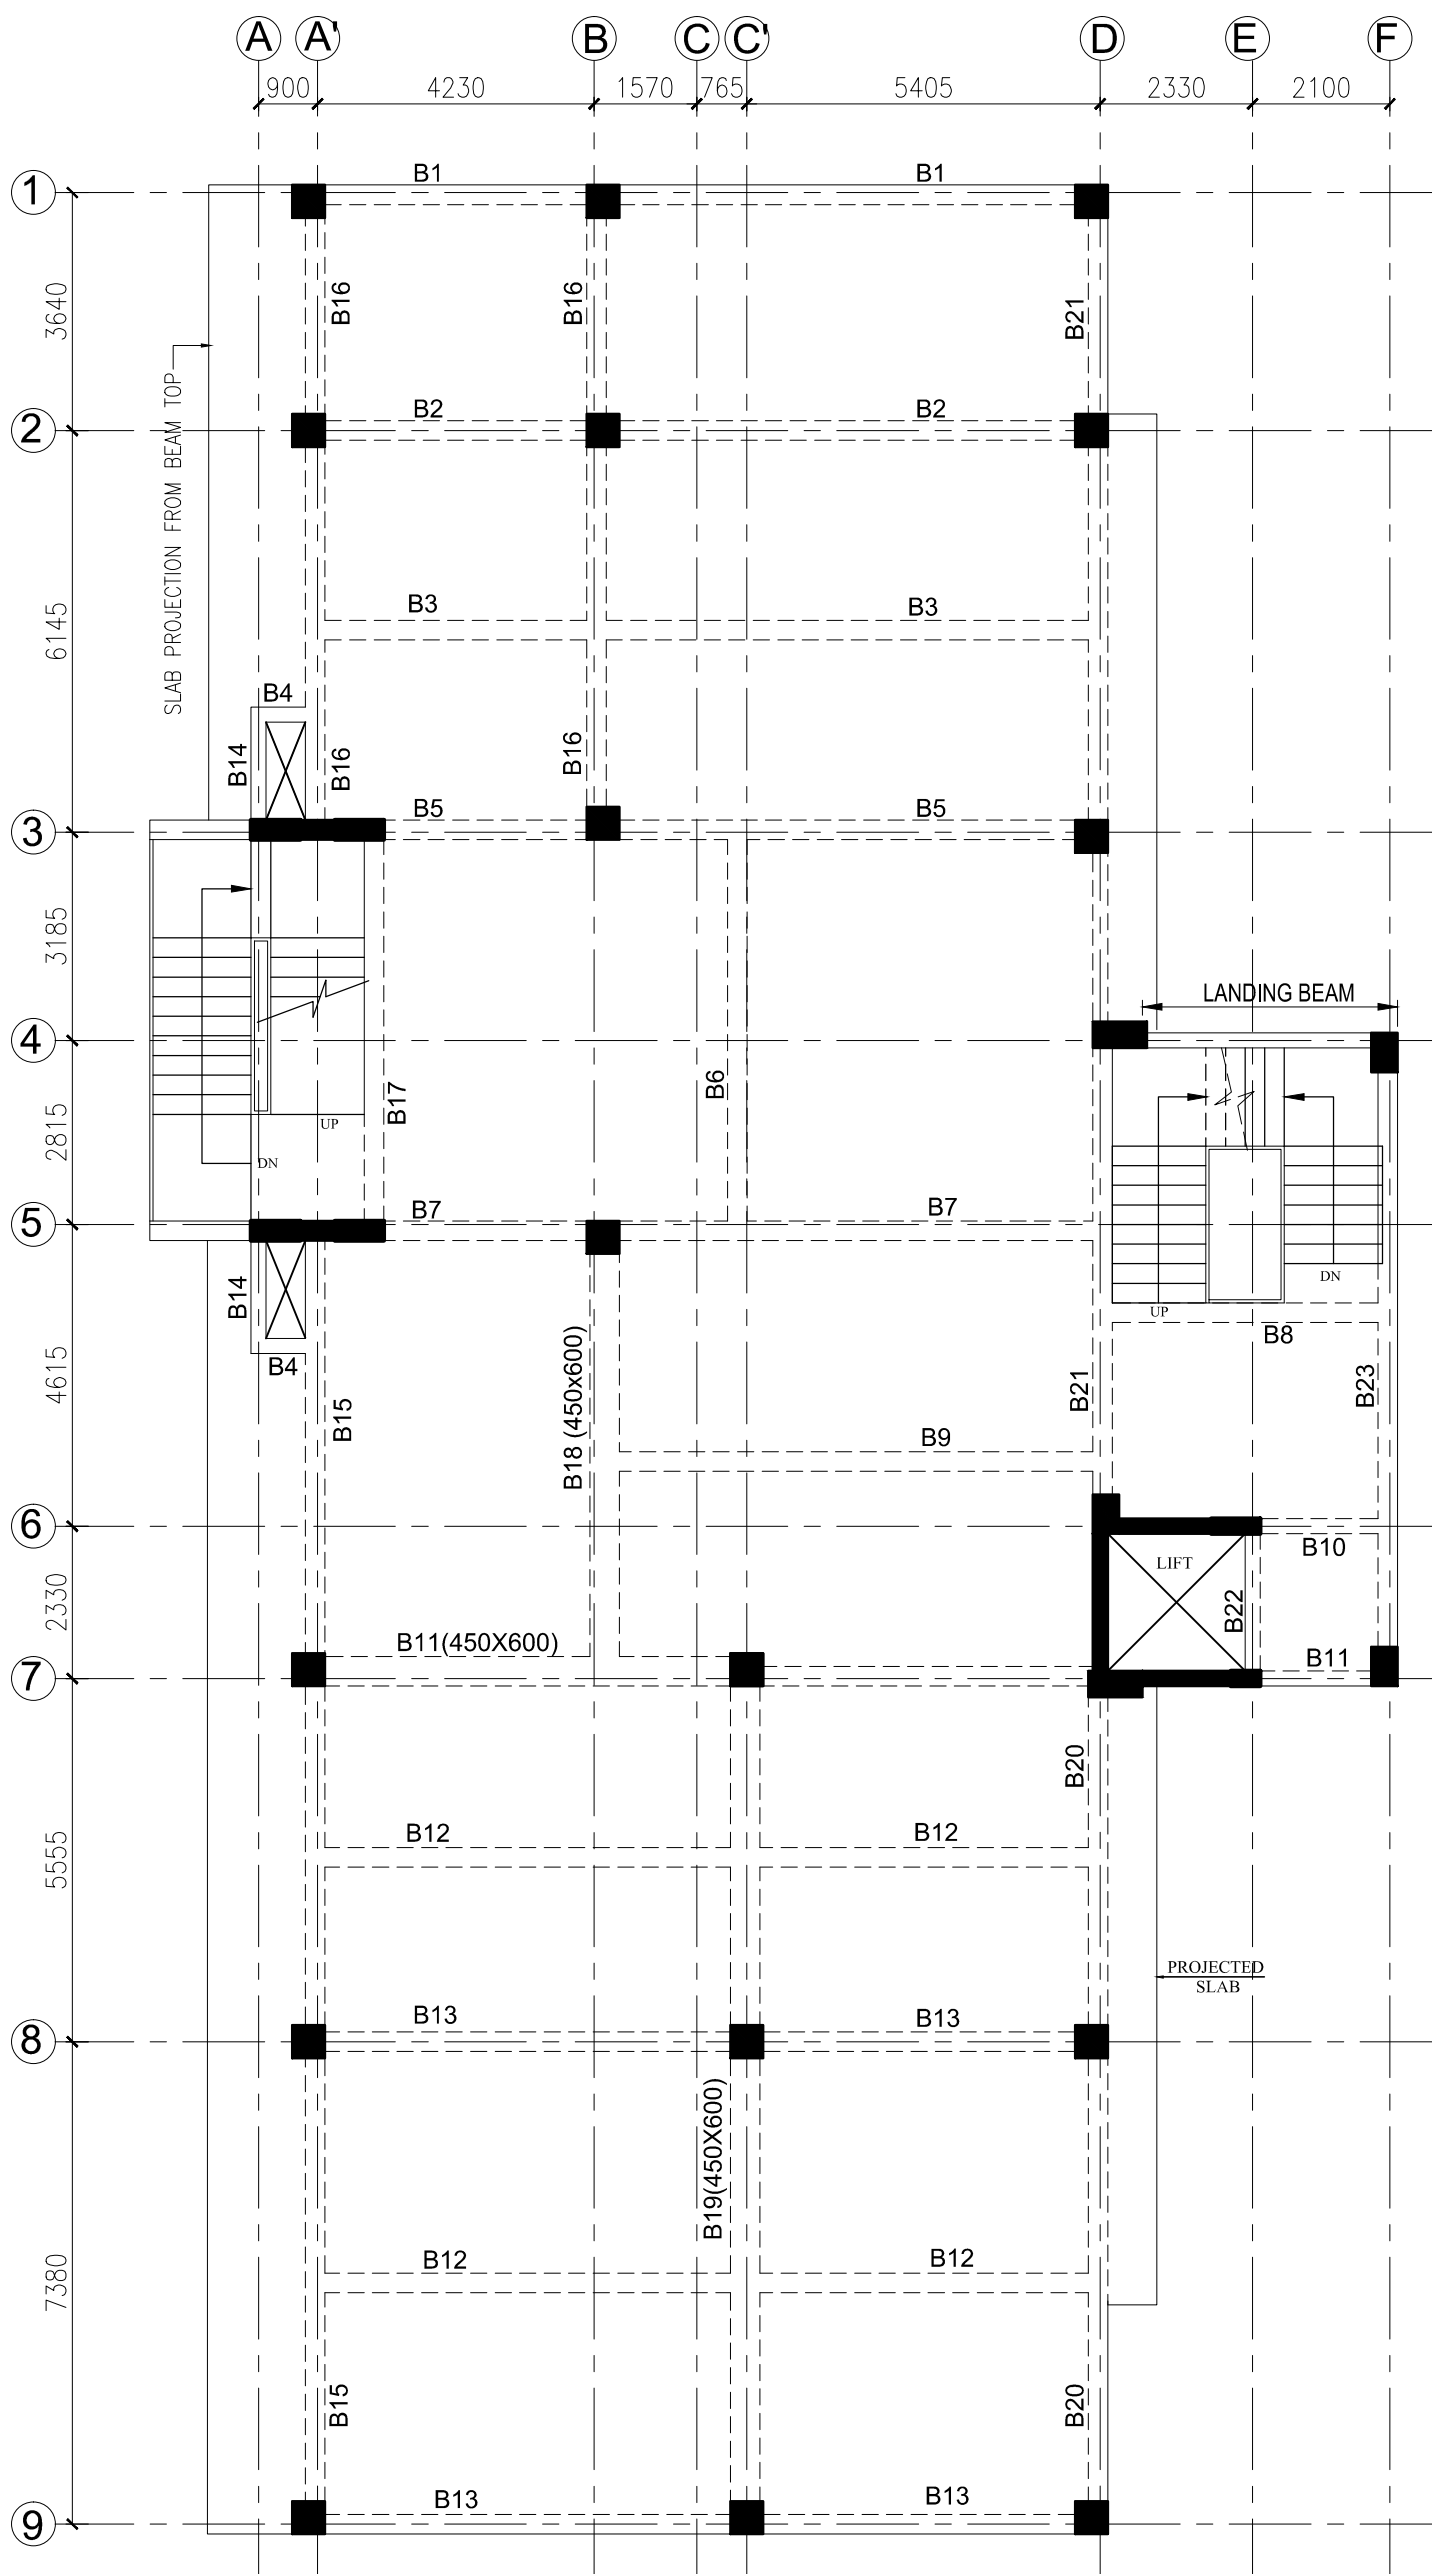 A A' B C C' D E F
900 4230 1570 765 5405 2330 2100
1
B1 B1
3640
B16 B16 B21
SLAB PROJECTION FROM BEAM TOP
2
B2 B2
6145
B3 B3
B4
B14 B16 B16
B5 B5
3
3185
LANDING BEAM
4
B17 B6
2815
UP
DN
B7 B7
5
DN
UP
B14
B8
B4
4615
B15 B18 (450x600) B21 B23
B9
6
B10
LIFT
2330
B22
B11(450X600) B11
7
B20
B12 B12
5555
PROJECTED
SLAB
B13 B13
8
B19(450X600)
B12 B12
7380
B15 B20
B13 B13
9